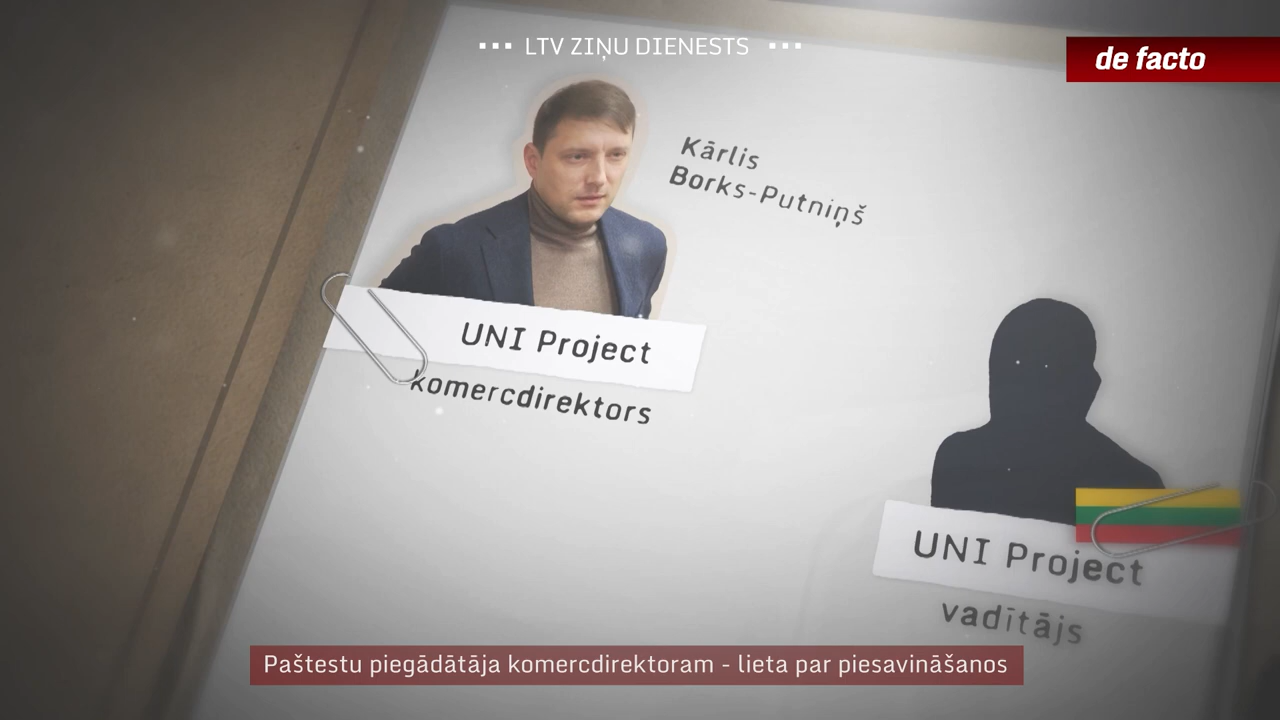 LTV ZIŅU DIENESTS
de facto
Kārlis
Borks-Putniņš
UNI Project
komercdirektors
UNI Project
vadītājs
Paštestu piegādātāja komercdirektoram - lieta par piesavināšanos